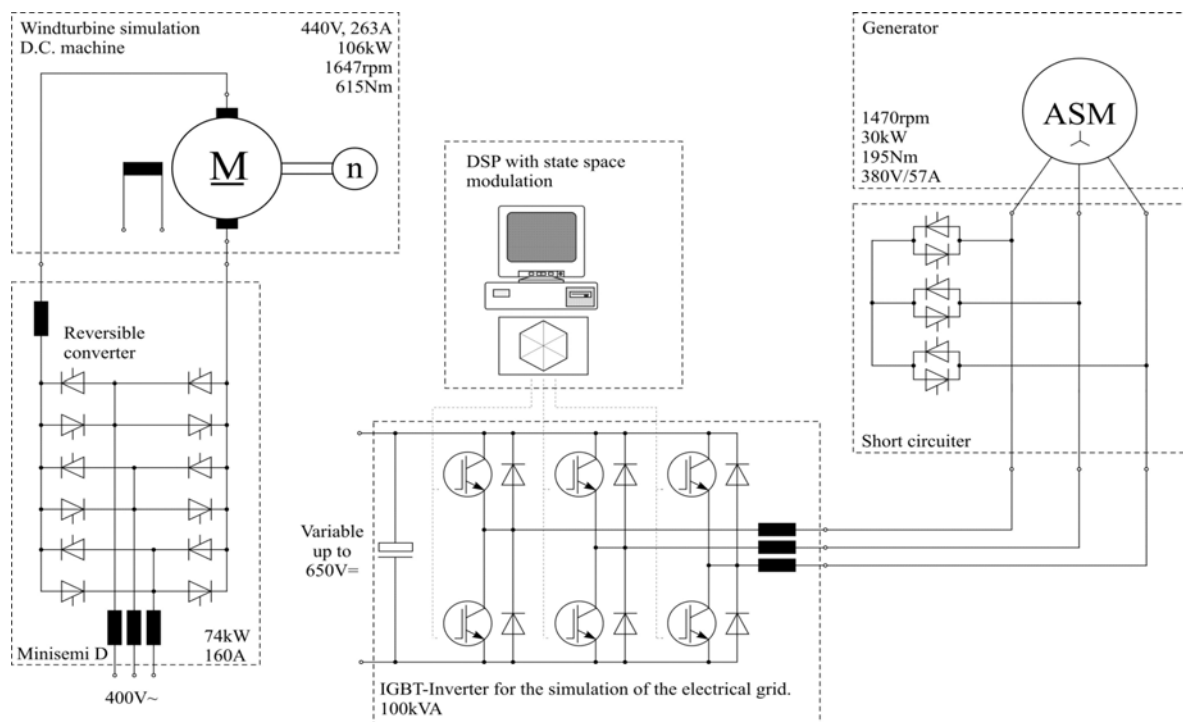 Windturbine simulation
D.C. machine
440V, 263A
106kW
1647rpm
615Nm
M
n
Reversible
converter
Minisemi D
74kW
160A
400V~
DSP with state space
modulation
Variable
up to
650V=
IGBT-Inverter for the simulation of the electrical grid.
100kVA
Generator
ASM
1470rpm
30kW
195Nm
380V/57A
Short circuiter